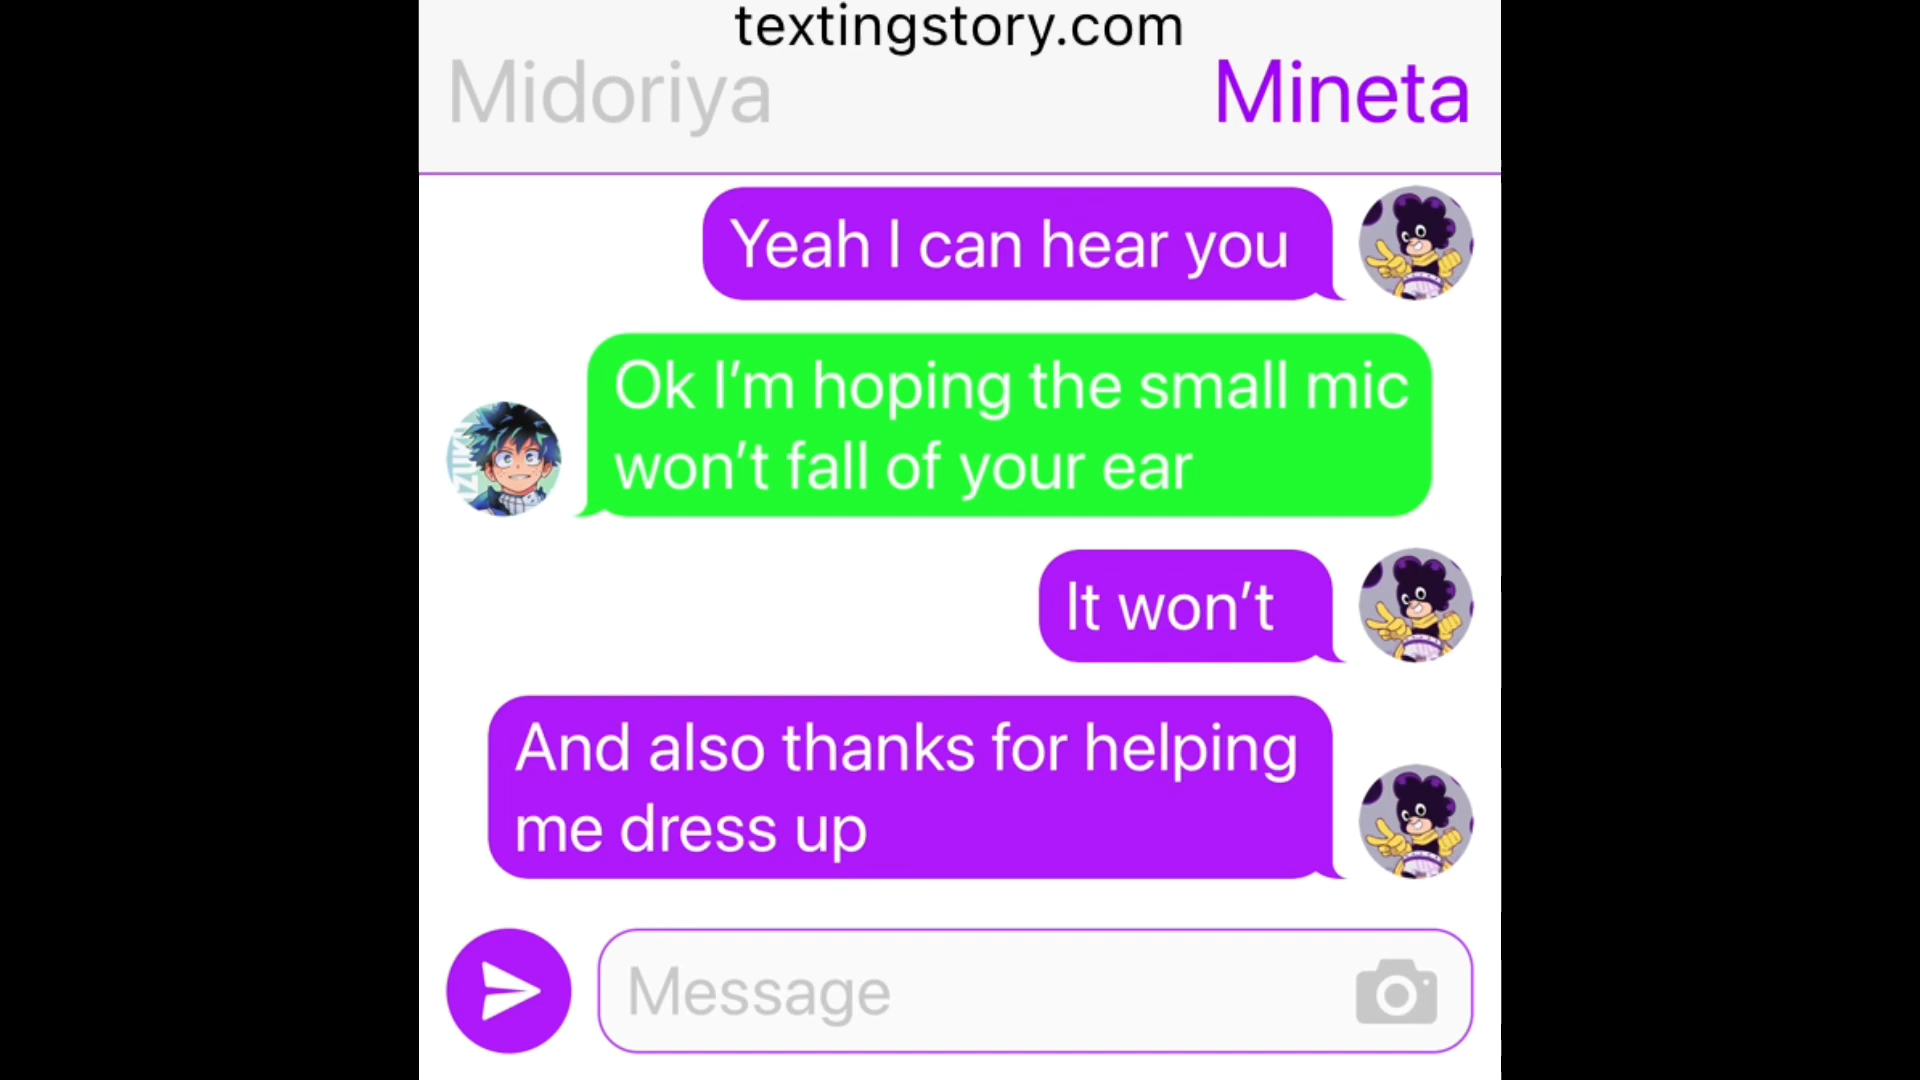 textingstory.com
Midoriya
Mineta
Yeah I can hear you
Ok I’m hoping the small mic
won’t fall of your ear
It won’t
And also thanks for helping
me dress up
Message